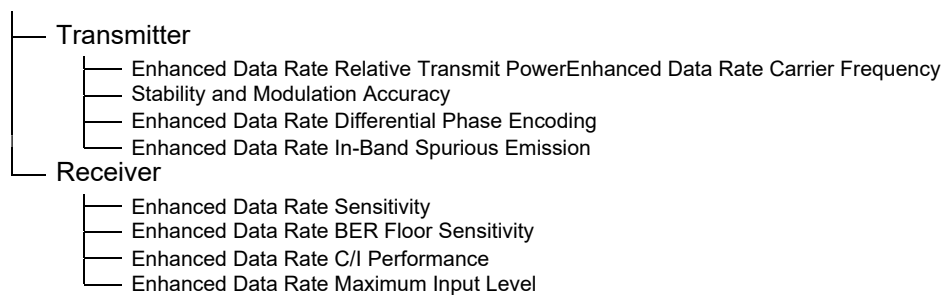 Transmitter
Enhanced Data Rate Relative Transmit PowerEnhanced Data Rate Carrier Frequency
Stability and Modulation Accuracy
Enhanced Data Rate Differential Phase Encoding
Enhanced Data Rate In-Band Spurious Emission
Receiver
Enhanced Data Rate Sensitivity
Enhanced Data Rate BER Floor Sensitivity
Enhanced Data Rate C/I Performance
Enhanced Data Rate Maximum Input Level